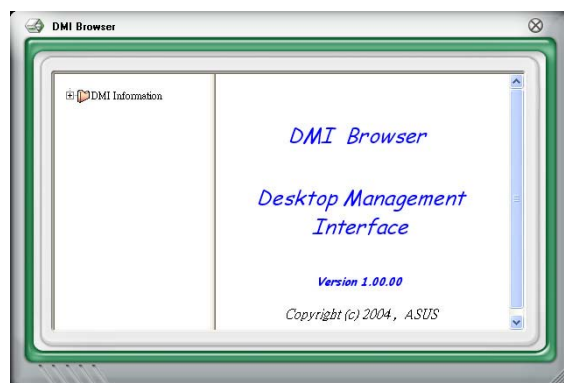 DMI Browser
DMI Information
DMI Browser
Desktop Management
Interface
Version 1.00.00
Copyright (c) 2004, ASUS